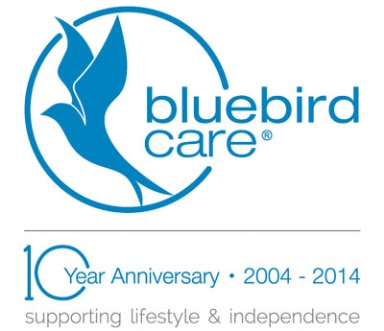 bluebird
care®
10 Year Anniversary • 2004 - 2014
supporting lifestyle & independence